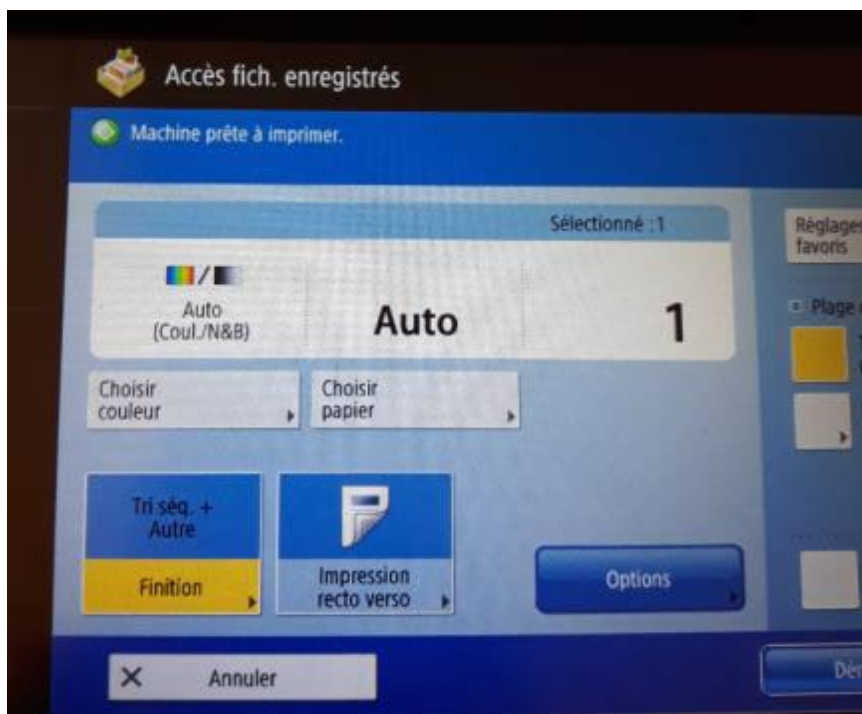 Accès fich. enregistrés
Machine prête à imprimer.
Sélectionné : 1
Réglages
favoris
Auto
(Coul./N&B)
Auto
1
Plage
Choisir
couleur
Choisir
papier
Tri séq. +
Autre
Finition
Impression
recto verso
Options
Annuler